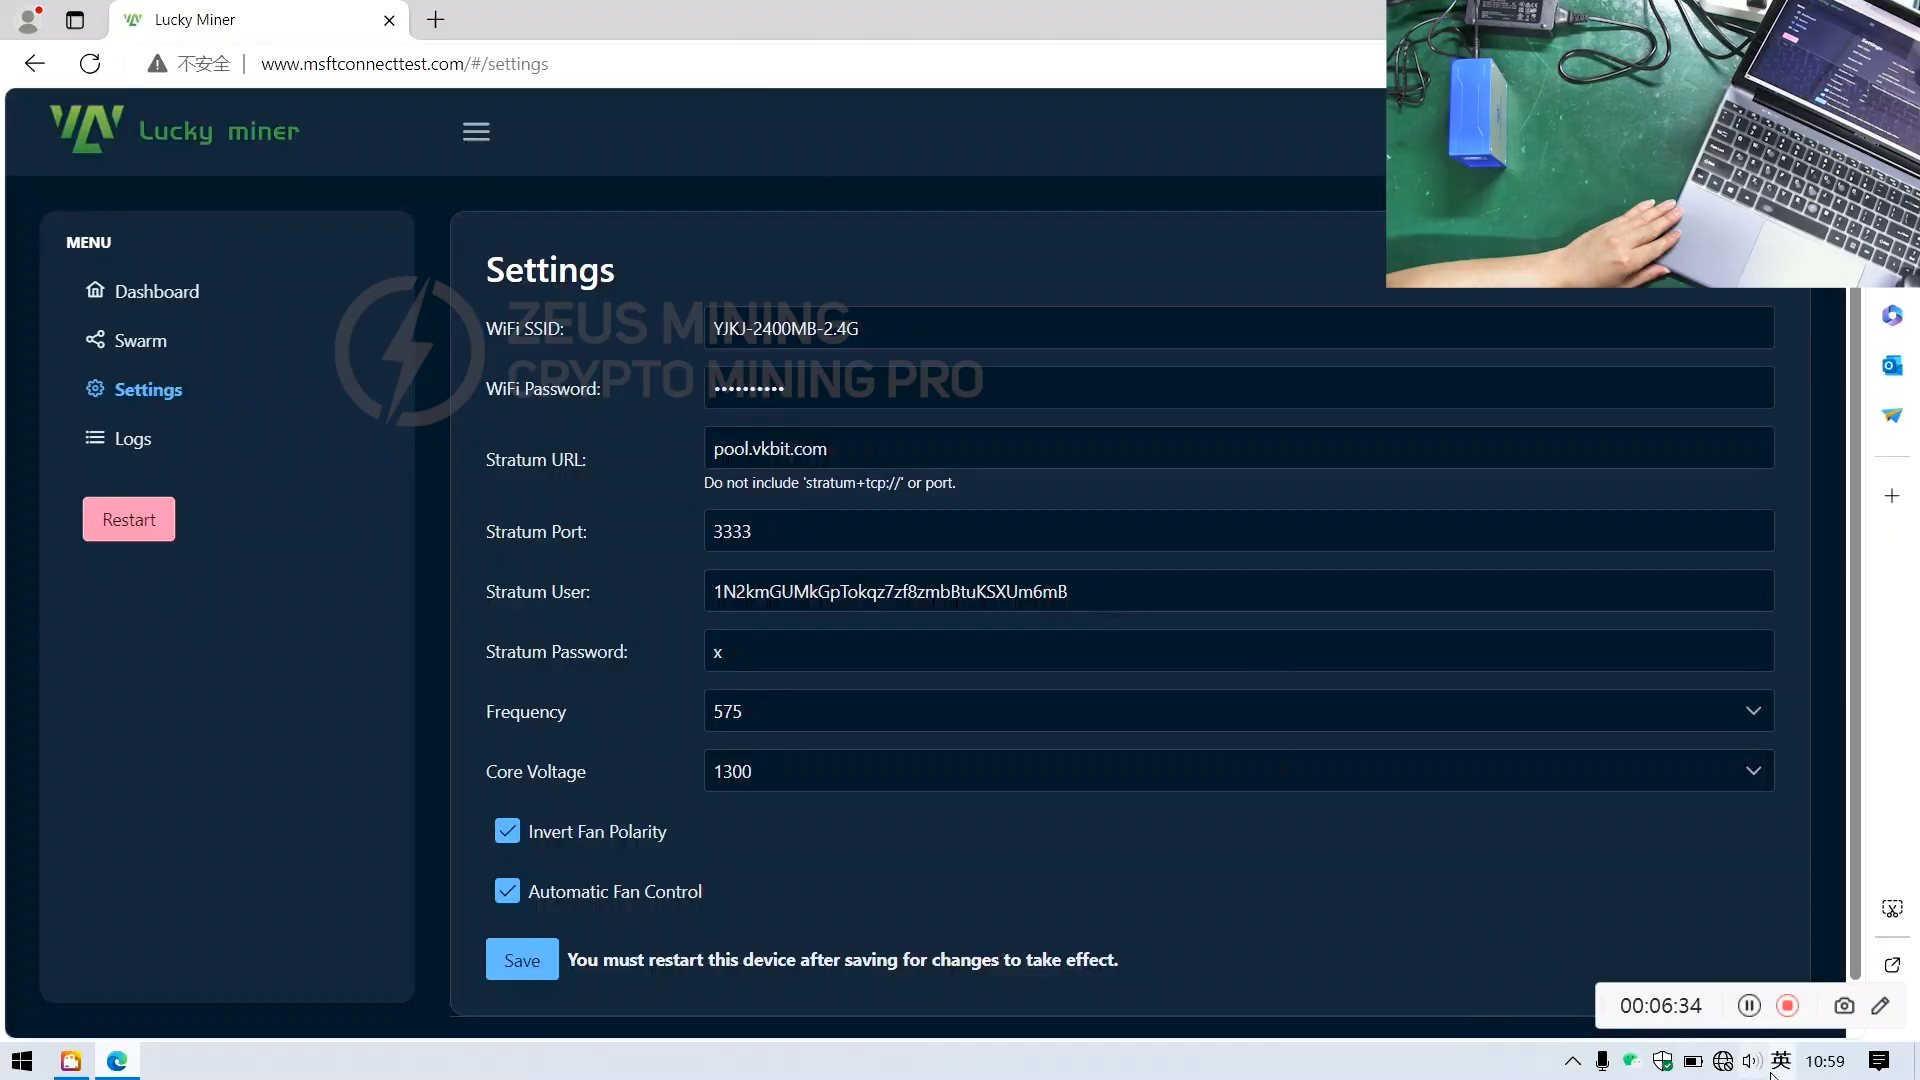 Lucky Miner
不安全
www.msftconnecttest.com/#/settings
Lucky miner
MENU
Dashboard
Swarm
Settings
Logs
Restart
Settings
ZEUS MINING
CRYPTO MINING PRO
WiFi SSID:
YJKJ-2400MB-2.4G
WiFi Password:
••••••••••
Stratum URL:
pool.vkbit.com
Do not include 'stratum+tcp://' or port.
Stratum Port:
3333
Stratum User:
1N2kmGUMkGpTokqz7zf8zmbBtuKSXUm6mB
Stratum Password:
x
Frequency
575
Core Voltage
1300
Invert Fan Polarity
Automatic Fan Control
Save
You must restart this device after saving for changes to take effect.
00:06:34
英
10:59